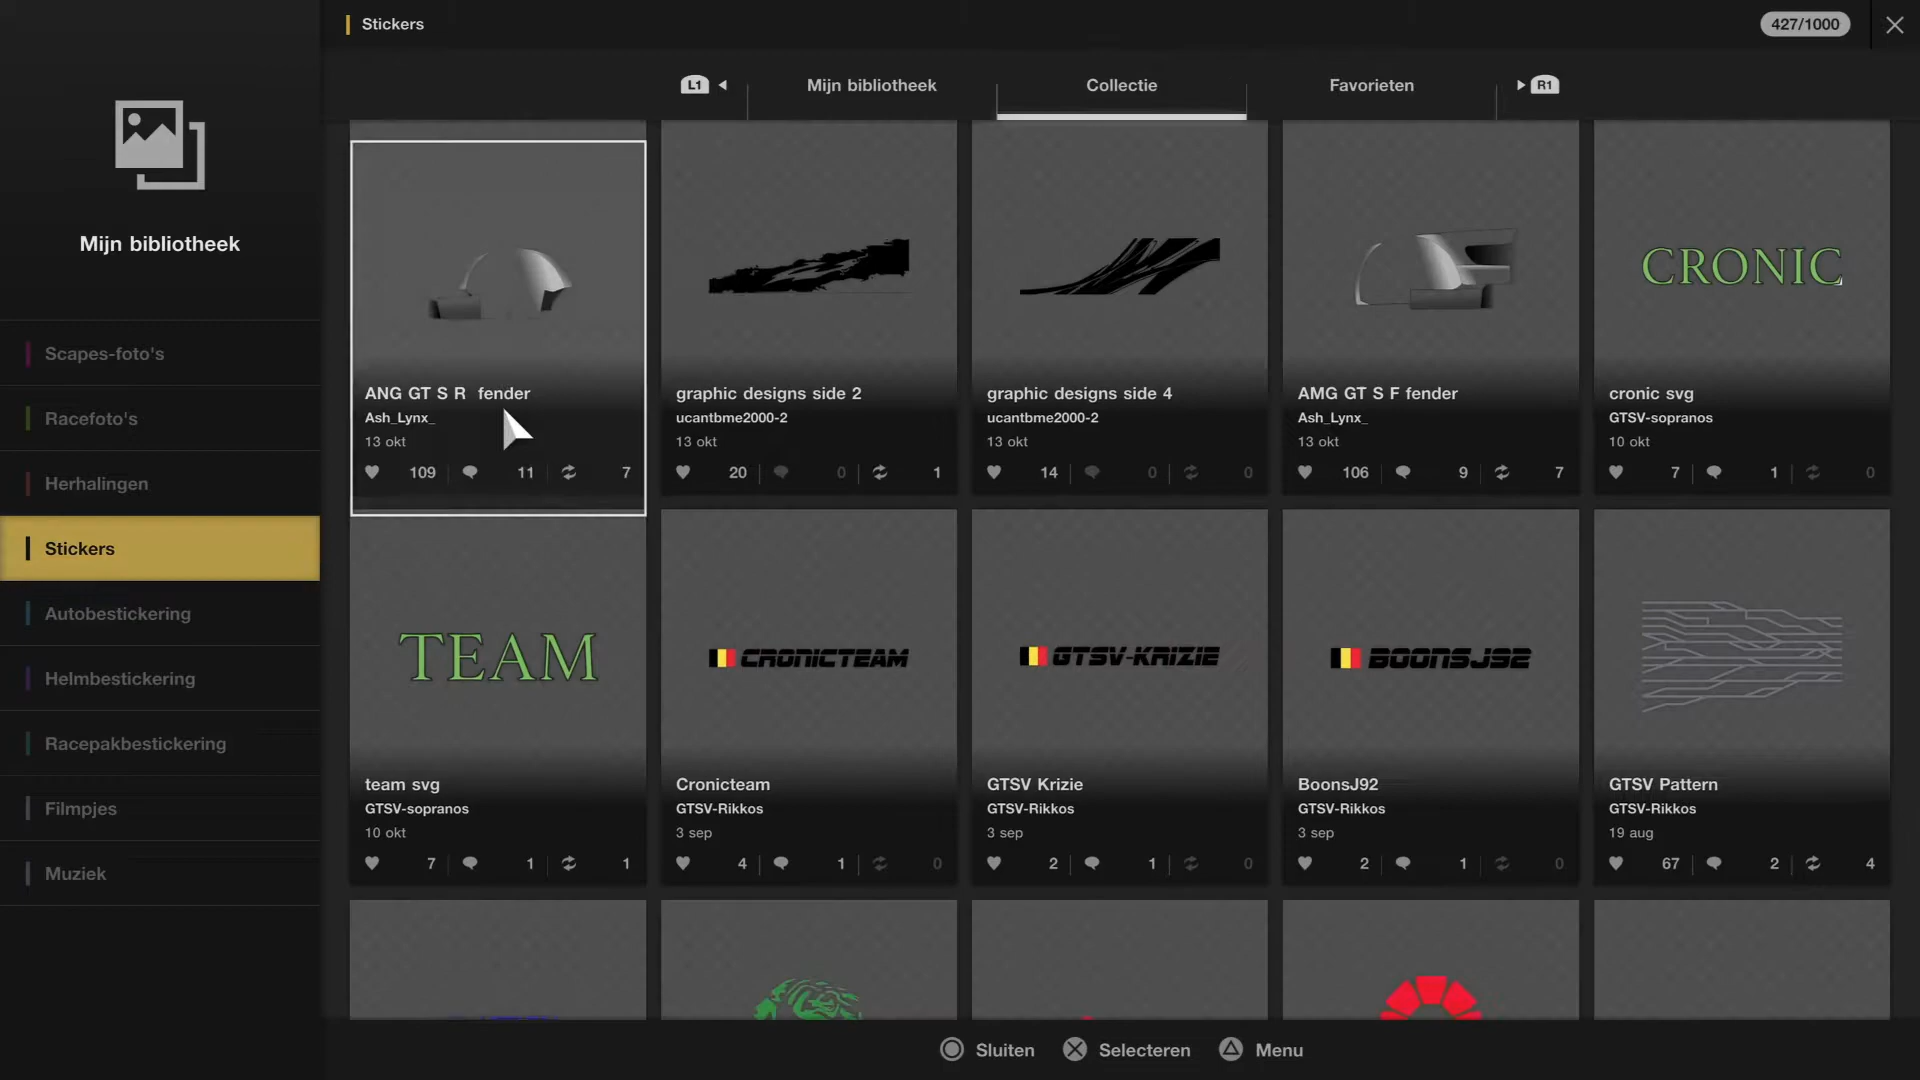 Stickers
427/1000
L1
Mijn bibliotheek
Collectie
Favorieten
R1
Mijn bibliotheek
Scapes-foto's
Racefoto's
Herhalingen
Stickers
Autobestickering
Helmbestickering
Racepakbestickering
Filmpjes
Muziek
ANG GT S R  fender
Ash_Lynx_
13 okt
109 11 7
graphic designs side 2
ucantbme2000-2
13 okt
20 0 1
graphic designs side 4
ucantbme2000-2
13 okt
14 0 0
AMG GT S F fender
Ash_Lynx_
13 okt
106 9 7
CRONIC
cronic svg
GTSV-sopranos
10 okt
7 1 0
TEAM
team svg
GTSV-sopranos
10 okt
7 1 1
CRONICTEAM
Cronicteam
GTSV-Rikkos
3 sep
4 1 0
GTSV-KRIZIE
GTSV Krizie
GTSV-Rikkos
3 sep
2 1 0
BOONSJ92
BoonsJ92
GTSV-Rikkos
3 sep
2 1 0
GTSV Pattern
GTSV-Rikkos
19 aug
67 2 4
Sluiten
Selecteren
Menu